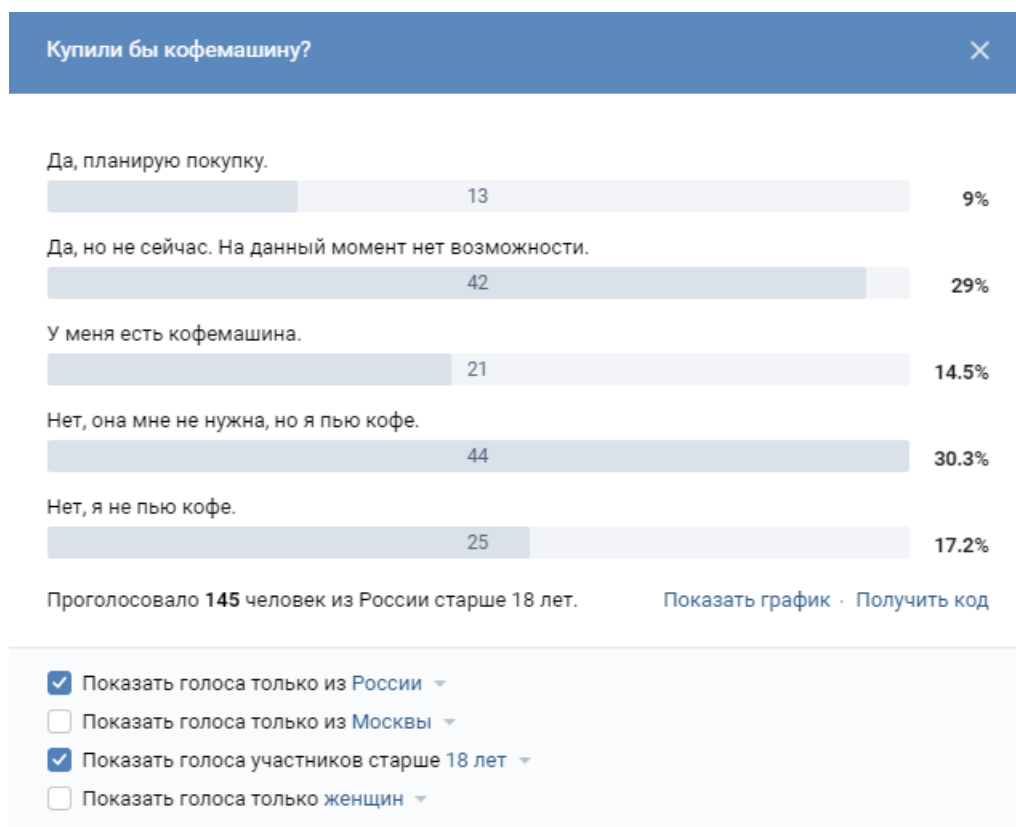 Купили бы кофемашину?
Да, планирую покупку.
13 9%
Да, но не сейчас. На данный момент нет возможности.
42 29%
У меня есть кофемашина.
21 14.5%
Нет, она мне не нужна, но я пью кофе.
44 30.3%
Нет, я не пью кофе.
25 17.2%
Проголосовало 145 человек из России старше 18 лет. Показать график · Получить код
Показать голоса только из России
Показать голоса только из Москвы
Показать голоса участников старше 18 лет
Показать голоса только женщин